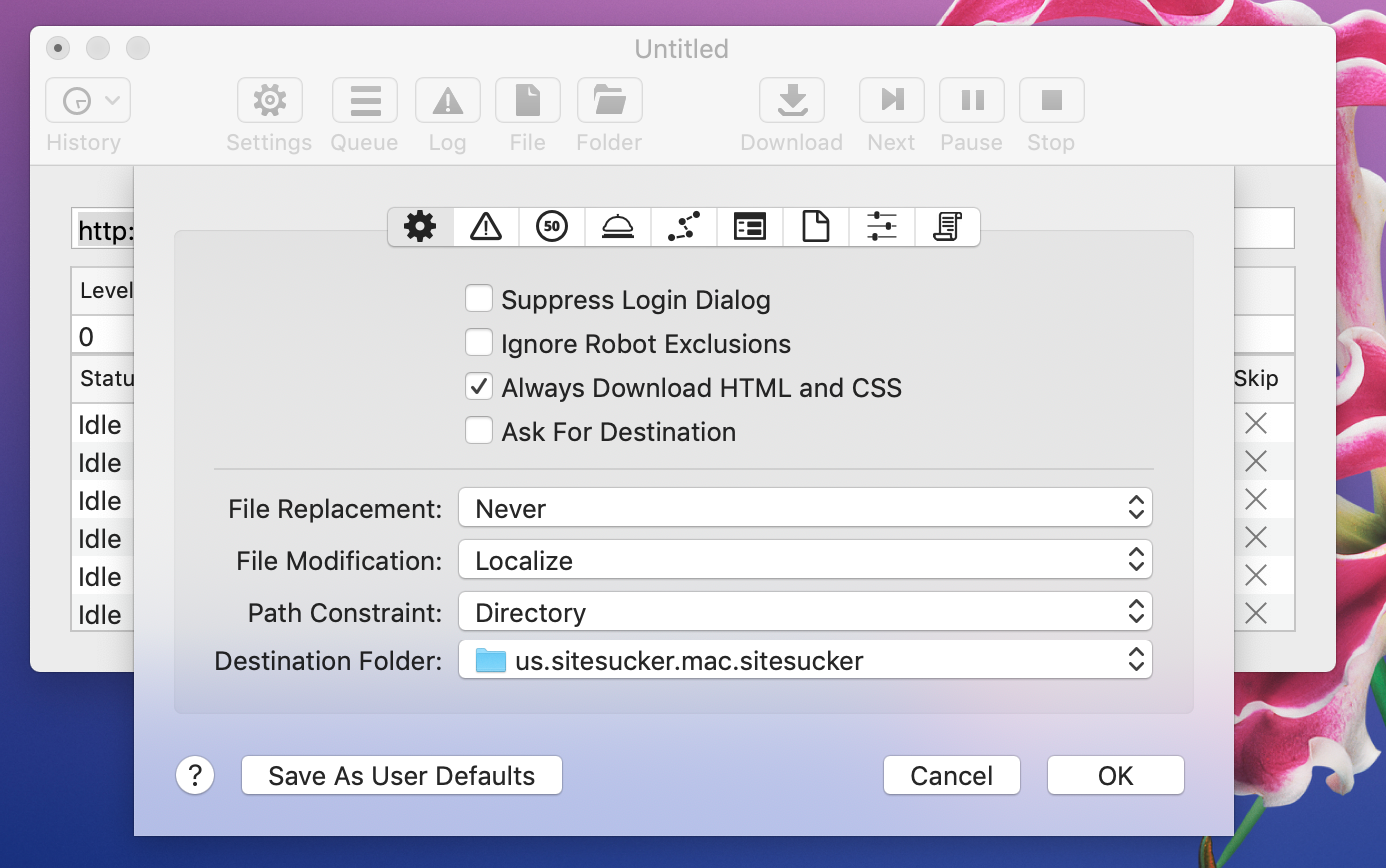 Untitled
History
Settings
Queue
Log
File
Folder
Download
Next
Pause
Stop
http:
50
Level
0
Suppress Login Dialog
Ignore Robot Exclusions
Always Download HTML and CSS
Ask For Destination
Statu
Skip
Idle
Idle
Idle
Idle
Idle
Idle
File Replacement: Never
File Modification: Localize
Path Constraint: Directory
Destination Folder: us.sitesucker.mac.sitesucker
? Save As User Defaults Cancel OK